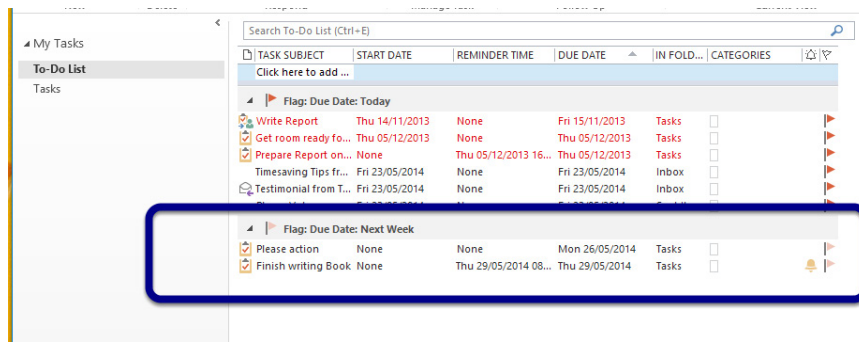 Search To-Do List (Ctrl+E)
My Tasks
To-Do List
Tasks
TASK SUBJECT START DATE REMINDER TIME DUE DATE IN FOLD... CATEGORIES
Click here to add ...
Flag: Due Date: Today
Write Report Thu 14/11/2013 None Fri 15/11/2013 Tasks
Get room ready fo... Thu 05/12/2013 None Thu 05/12/2013 Tasks
Prepare Report on... None Thu 05/12/2013 16... Thu 05/12/2013 Tasks
Timesaving Tips fr... Fri 23/05/2014 None Fri 23/05/2014 Inbox
Testimonial from T... Fri 23/05/2014 None Fri 23/05/2014 Inbox
Flag: Due Date: Next Week
Please action None None Mon 26/05/2014 Tasks
Finish writing Book None Thu 29/05/2014 08... Thu 29/05/2014 Tasks